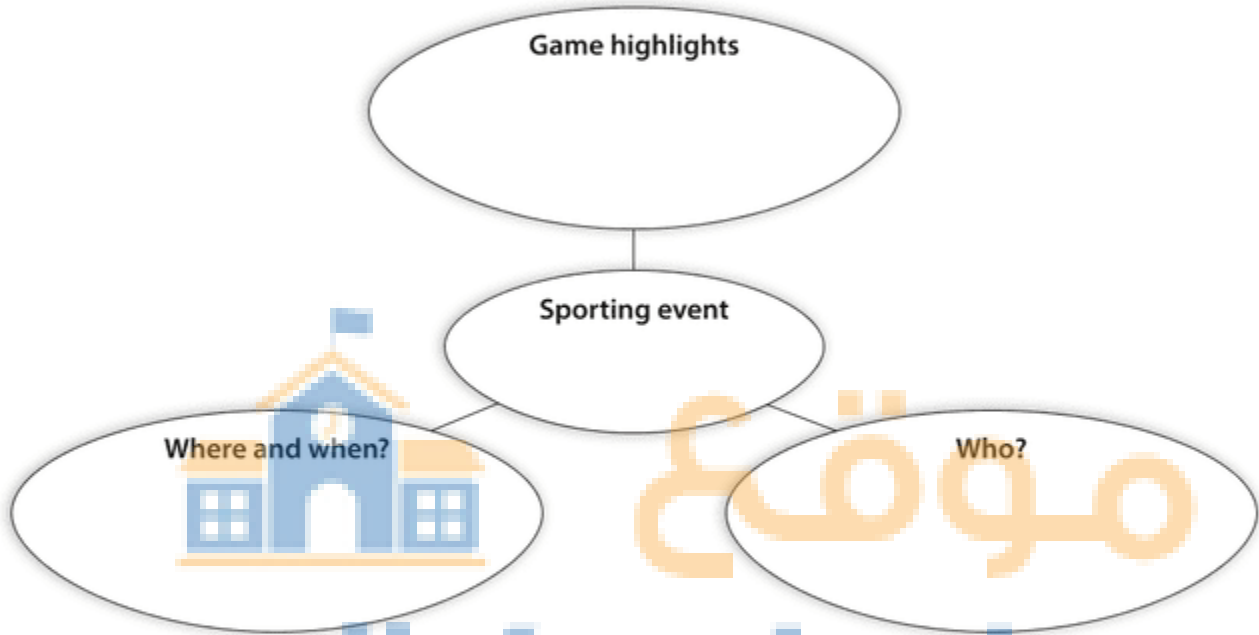 Game highlights
Sporting event
Where and when?
Who?
موقع